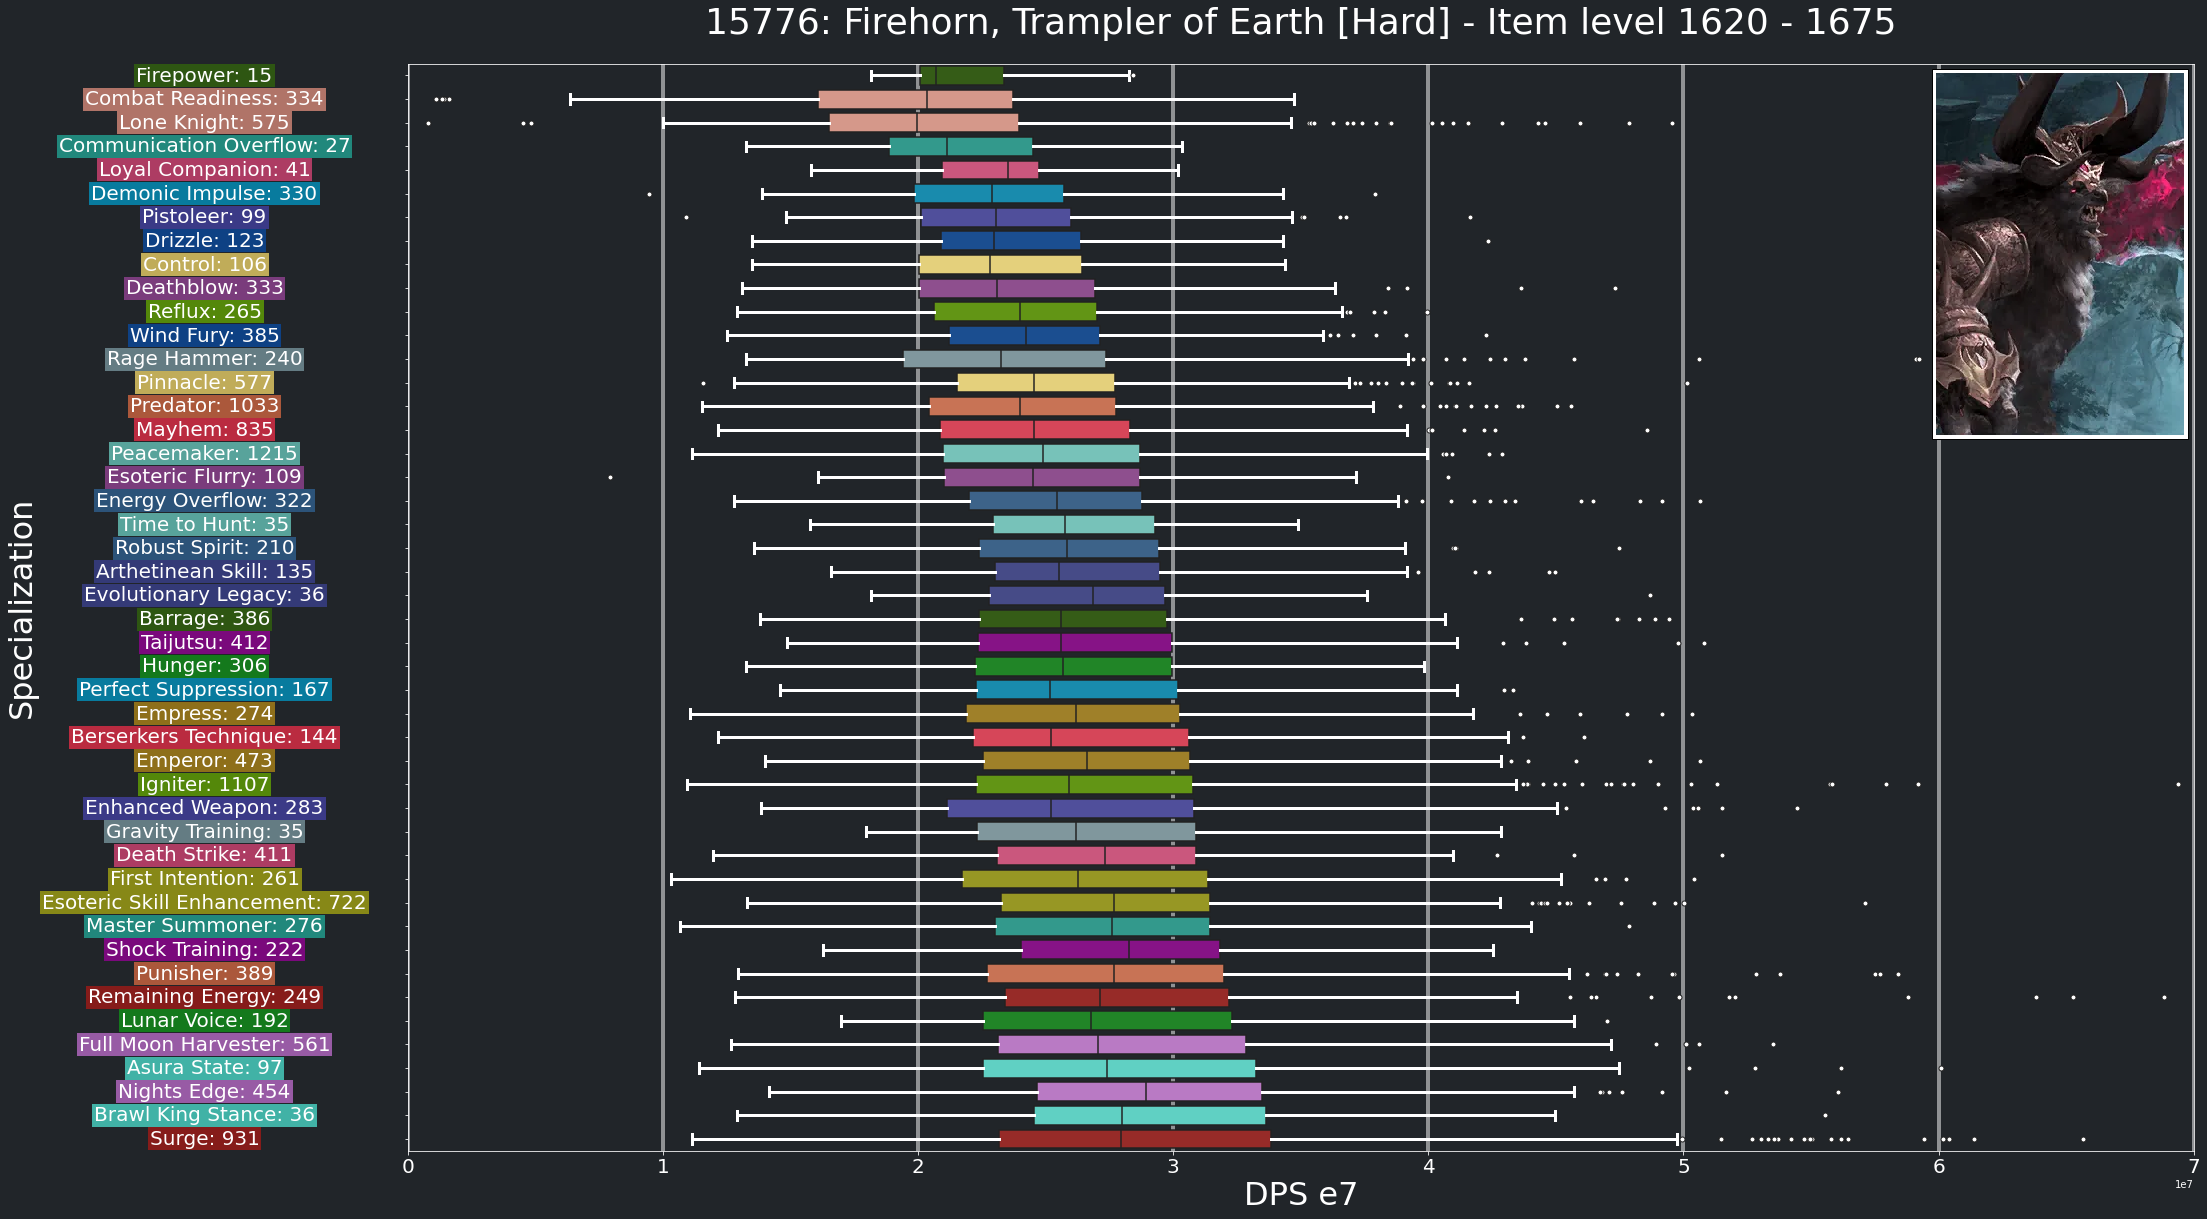 15776: Firehorn, Trampler of Earth [Hard] - Item level 1620 - 1675
Firepower: 15
Combat Readiness: 334
Lone Knight: 575
Communication Overflow: 27
Loyal Companion: 41
Demonic Impulse: 330
Pistoleer: 99
Drizzle: 123
Control: 106
Deathblow: 333
Reflux: 265
Wind Fury: 385
Rage Hammer: 240
Pinnacle: 577
Predator: 1033
Mayhem: 835
Peacemaker: 1215
Esoteric Flurry: 109
Energy Overflow: 322
Time to Hunt: 35
Robust Spirit: 210
Arthetinean Skill: 135
Evolutionary Legacy: 36
Barrage: 386
Taijutsu: 412
Hunger: 306
Perfect Suppression: 167
Empress: 274
Berserkers Technique: 144
Emperor: 473
Igniter: 1107
Enhanced Weapon: 283
Gravity Training: 35
Death Strike: 411
First Intention: 261
Esoteric Skill Enhancement: 722
Master Summoner: 276
Shock Training: 222
Punisher: 389
Remaining Energy: 249
Lunar Voice: 192
Full Moon Harvester: 561
Asura State: 97
Nights Edge: 454
Brawl King Stance: 36
Surge: 931
Specialization
0 1 2 3 4 5 6 7
DPS e7
1e7